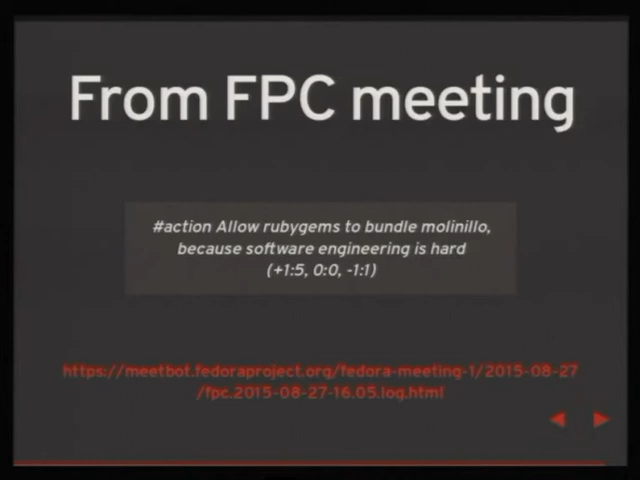 From FPC meeting
#action Allow rubygems to bundle molinillo,
because software engineering is hard
(+1:5, 0:0, -1:1)
https://meetbot.fedoraproject.org/fedora-meeting-1/2015-08-27
/fpc.2015-08-27-16.05.log.html